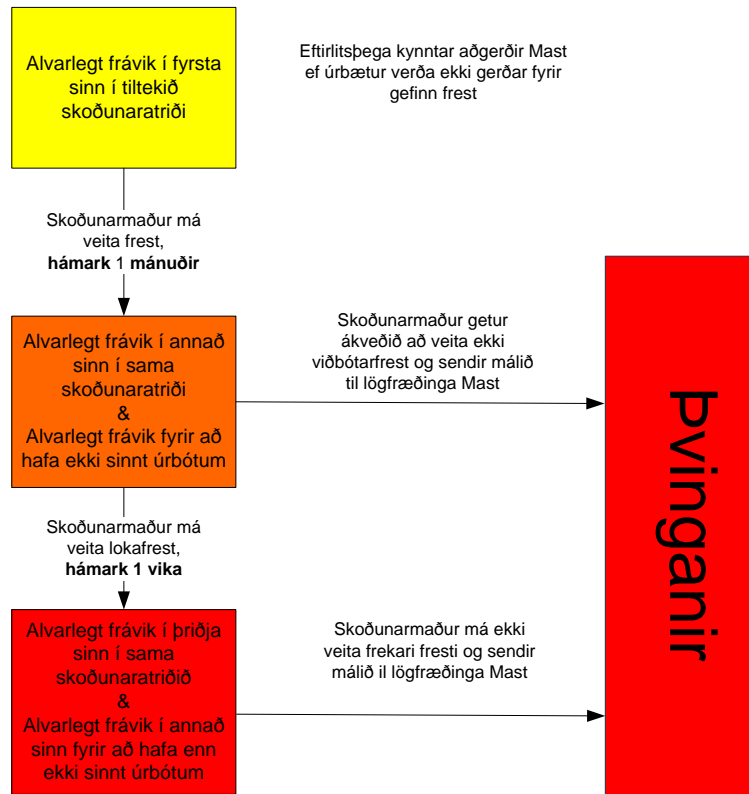 Alvarlegt frávik í fyrsta
sinn í tiltekið
skoðunaratriði
Eftirlitsþega kynntar aðgerðir Mast
ef úrbætur verða ekki gerðar fyrir
gefinn frest
Skoðunarmaður má
veita frest,
hámark 1 mánuðir
Alvarlegt frávik í annað
sinn í sama
skoðunaratriði
&
Alvarlegt frávik fyrir að
hafa ekki sinnt úrbótum
Skoðunarmaður getur
ákveðið að veita ekki
viðbótarfrest og sendir málið
til lögfræðinga Mast
Þvinganir
Skoðunarmaður má
veita lokafrest,
hámark 1 vika
Alvarlegt frávik í þriðja
sinn í sama
skoðunaratriðið
&
Alvarlegt frávik í annað
sinn fyrir að hafa enn
ekki sinnt úrbótum
Skoðunarmaður má ekki
veita frekari fresti og sendir
málið il lögfræðinga Mast